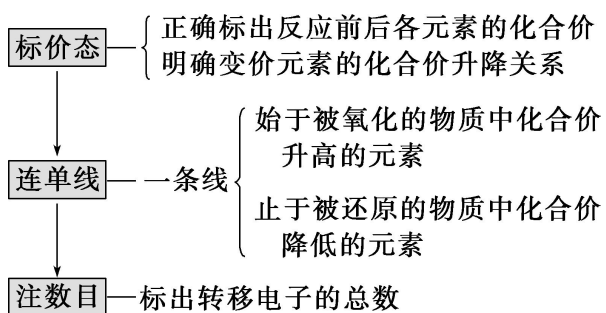 标价态
正确标出反应前后各元素的化合价
明确变价元素的化合价升降关系
连单线
一条线
始于被氧化的物质中化合价
升高的元素
止于被还原的物质中化合价
降低的元素
注数目
标出转移电子的总数